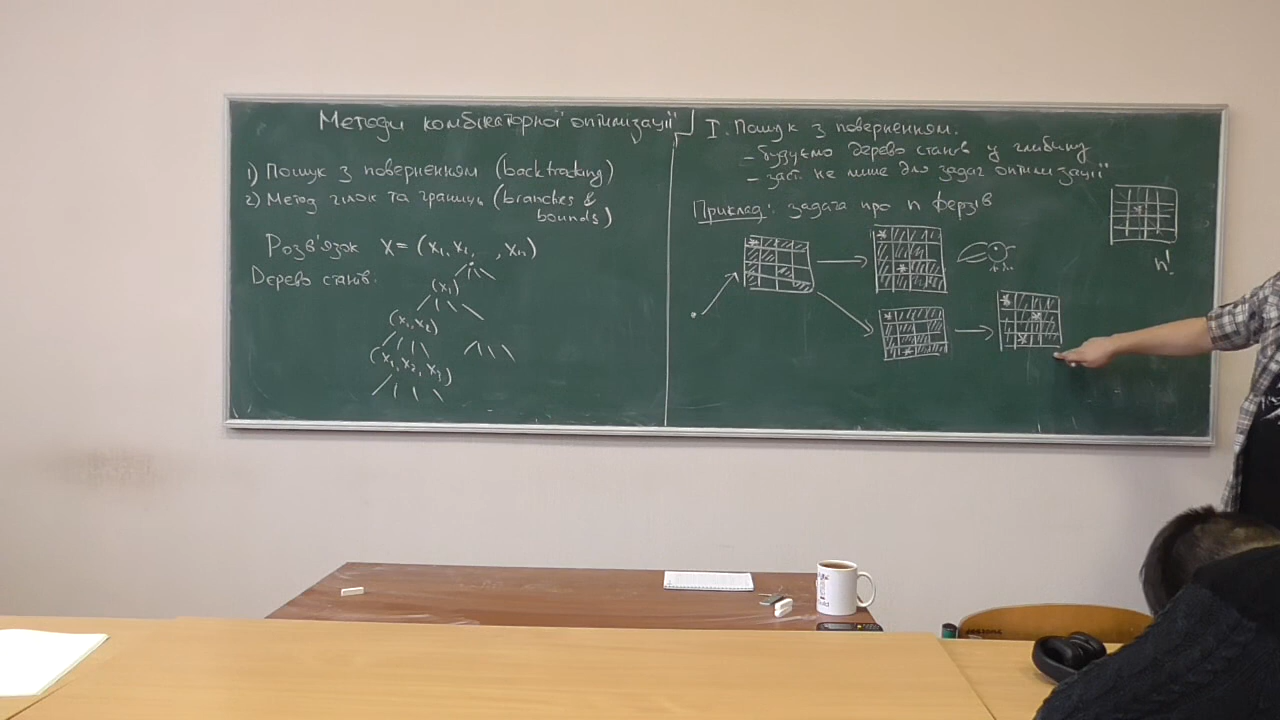 Методи комбінаторної оптимізації
1) Пошук з поверненням (backtracking)
2) Метод гілок та границь (branches &
bounds)
Розв'язок X = (x₁, x₂, , xₙ)
Дерево станів.
(x₁)
(x₁, x₂)
(x₁, x₂, x₃)
I. Пошук з поверненням.
- будуємо дерево станів у глибину
- заст. не лише для задач оптимізації
Приклад: задача про n ферзів
n!